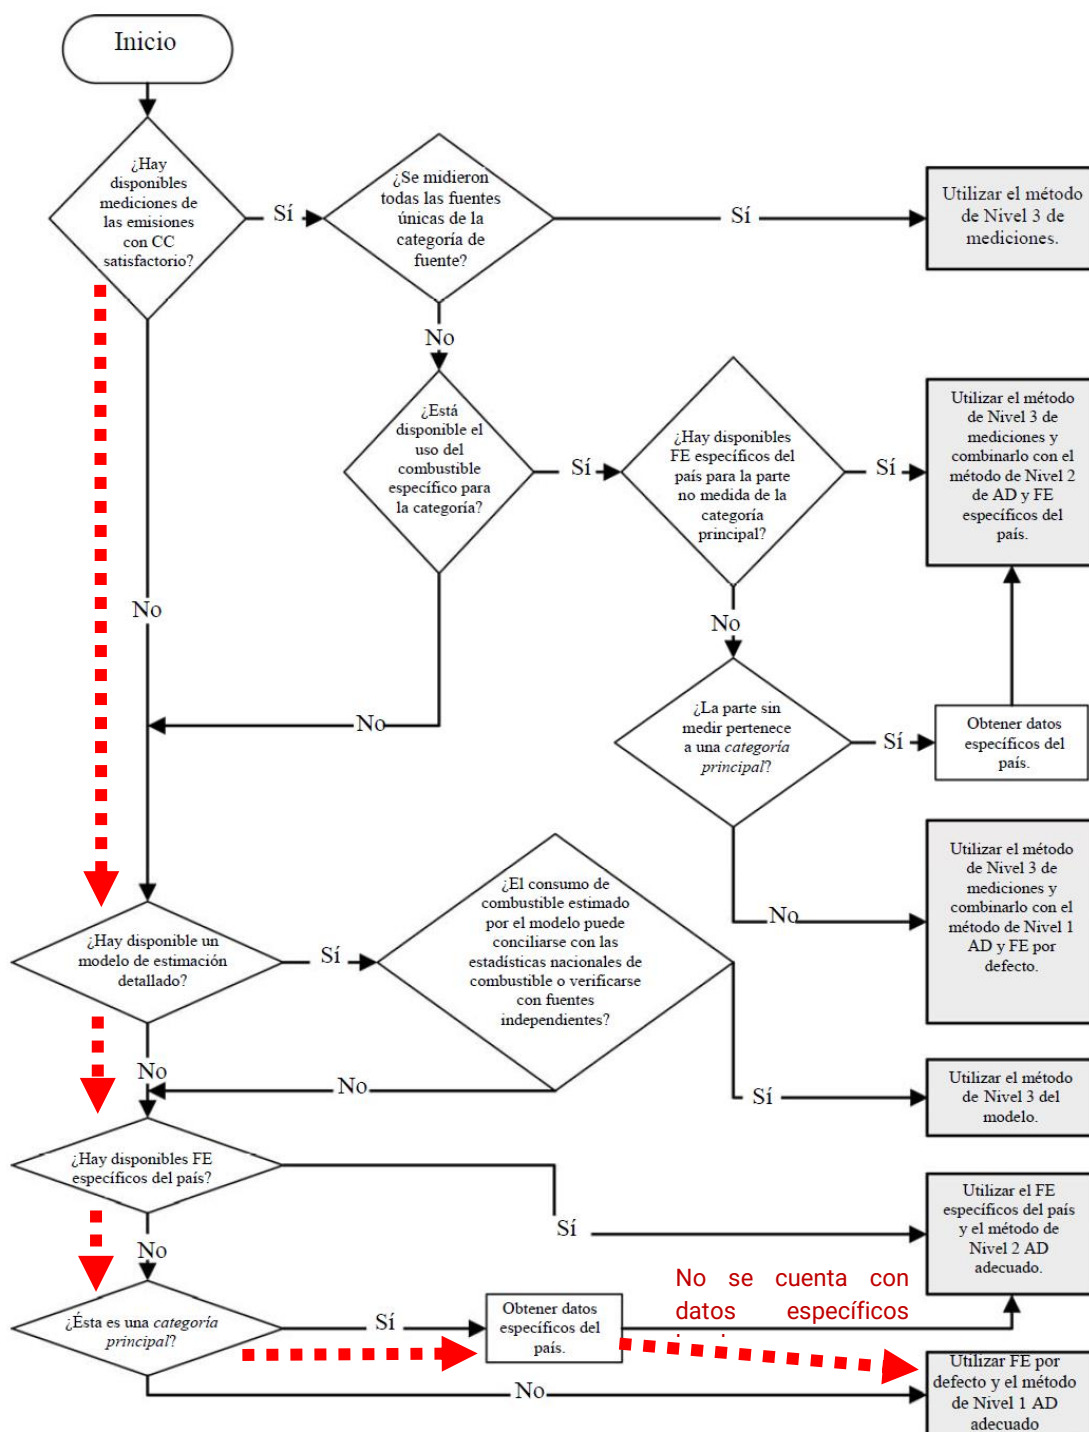 Inicio
¿Hay
disponibles
mediciones de
las emisiones
con CC
satisfactorio?
Sí
¿Se midieron
todas las fuentes
únicas de la
categoría de
fuente?
Sí
Utilizar el método
de Nivel 3 de
mediciones.
No
¿Está
disponible el
uso del
combustible
específico para
la categoría?
Sí
¿Hay disponibles
FE específicos del
país para la parte
no medida de la
categoría
principal?
Sí
Utilizar el método
de Nivel 3 de
mediciones y
combinarlo con el
método de Nivel 2
de AD y FE
específicos del
país.
No
No
No
¿La parte sin
medir pertenece
a una categoría
principal?
Sí
Obtener datos
específicos del
país.
No
Utilizar el método
de Nivel 3 de
mediciones y
combinarlo con el
método de Nivel 1
AD y FE por
defecto.
¿Hay disponible un
modelo de estimación
detallado?
Sí
¿El consumo de
combustible estimado
por el modelo puede
conciliarse con las
estadísticas nacionales de
combustible o verificarse
con fuentes
independientes?
No
No
Sí
Utilizar el método
de Nivel 3 del
modelo.
¿Hay disponibles FE
específicos del país?
Sí
Utilizar el FE
específicos del país
y el método de
Nivel 2 AD
adecuado.
No
¿Ésta es una categoría
principal?
Sí
Obtener datos
específicos del
país.
No se cuenta con
datos específicos
No
Utilizar FE por
defecto y el método
de Nivel 1 AD
adecuado